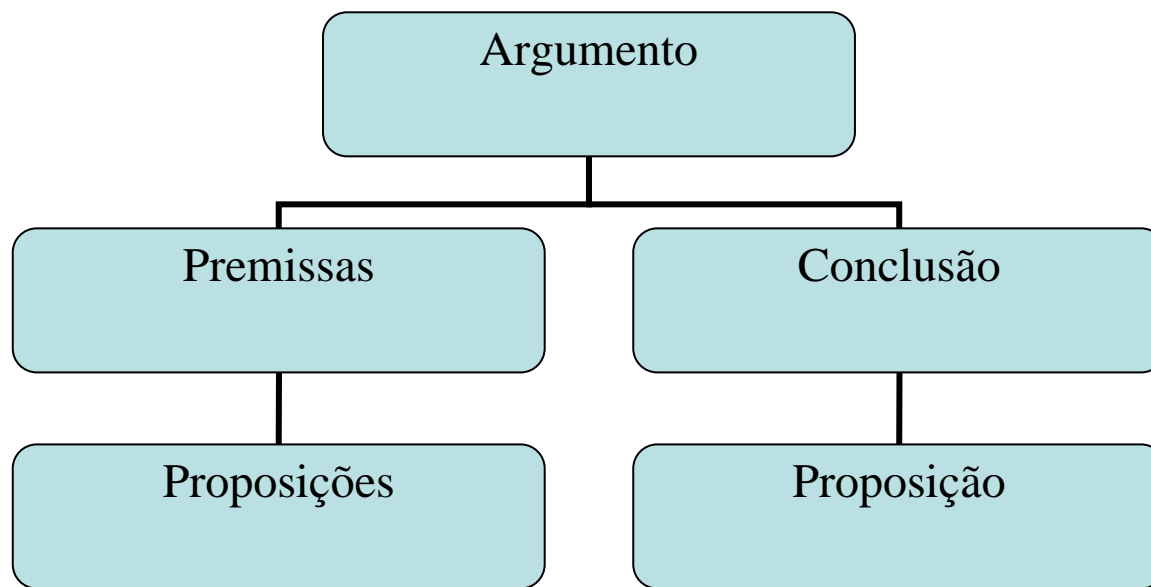 Argumento
Premissas
Conclusão
Proposições
Proposição